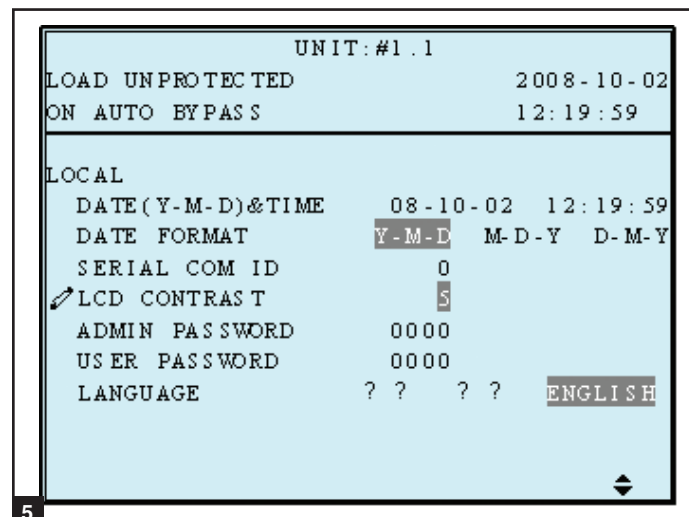 UNIT:#1.1
LOAD UNPROTECTED 2008-10-02
ON AUTO BYPASS 12:19:59
LOCAL
DATE(Y-M-D)&TIME 08-10-02 12:19:59
DATE FORMAT Y-M-D M-D-Y D-M-Y
SERIAL COM ID 0
LCD CONTRAST 5
ADMIN PASSWORD 0000
USER PASSWORD 0000
LANGUAGE ? ? ? ? ENGLISH
5